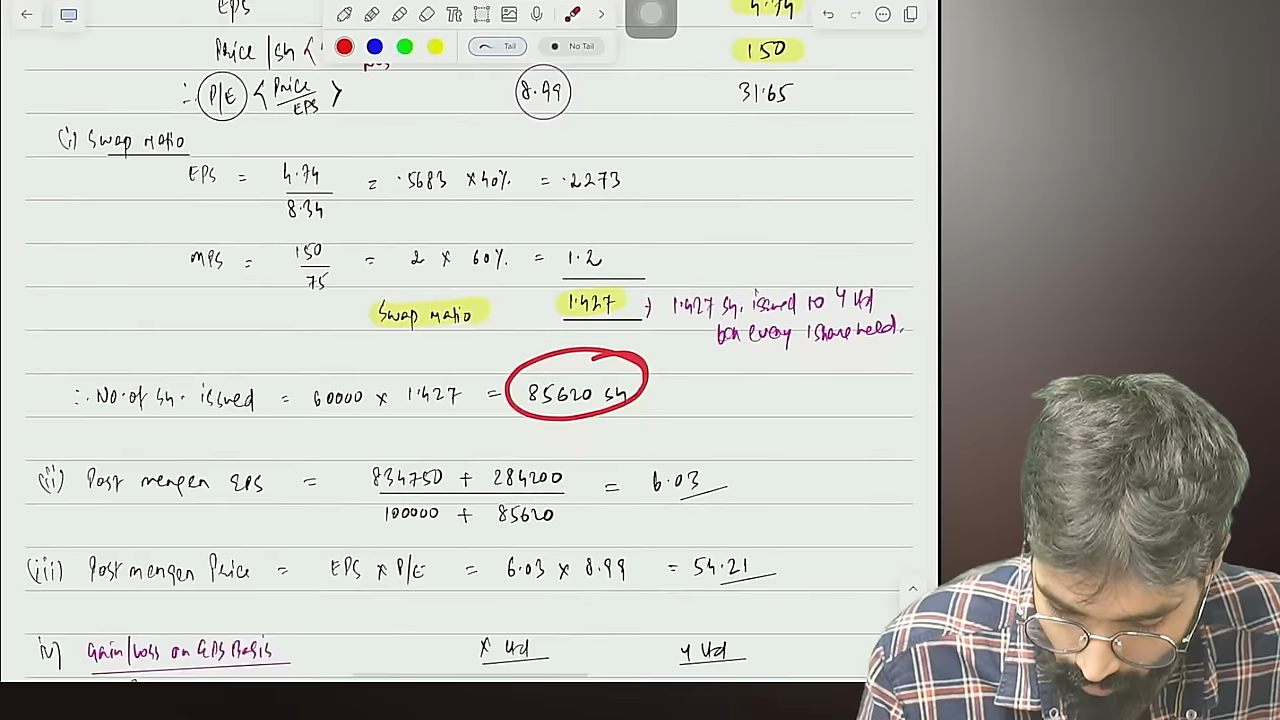 EPS 4.74
Price /sh < 150
∴ P/E < Price/EPS > 8.99 31.65
(i) Swap Ratio
EPS = 4.74/8.34 = .5683 x 40% = .2273
MPS = 150/75 = 2 x 60% = 1.2
Tail No Tail
Swap Ratio 1.427 → 1.427 sh. issued to Y ltd
for every 1 share held.
∴ No. of sh. issued = 60000 x 1.427 = 85620 sh
(ii) Post merger EPS = 834750 + 284200 / 100000 + 85620 = 6.03
(iii) Post merger Price = EPS x P/E = 6.03 x 8.99 = 54.21
iv) Gain/Loss on EPS Basis X ltd Y ltd